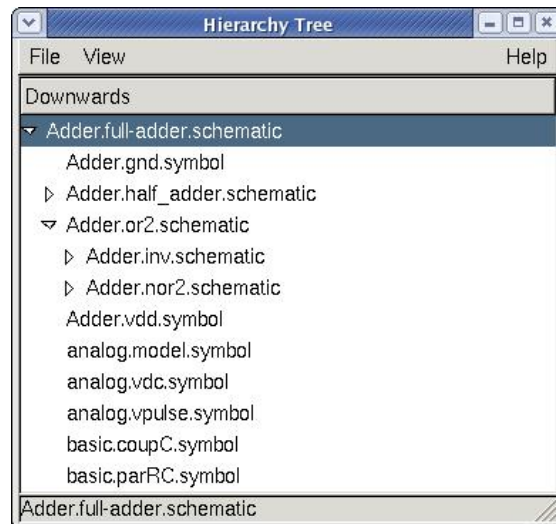 Hierarchy Tree
File View Help
Downwards
Adder.full-adder.schematic
Adder.gnd.symbol
Adder.half_adder.schematic
Adder.or2.schematic
Adder.inv.schematic
Adder.nor2.schematic
Adder.vdd.symbol
analog.model.symbol
analog.vdc.symbol
analog.vpulse.symbol
basic.coupC.symbol
basic.parRC.symbol
Adder.full-adder.schematic